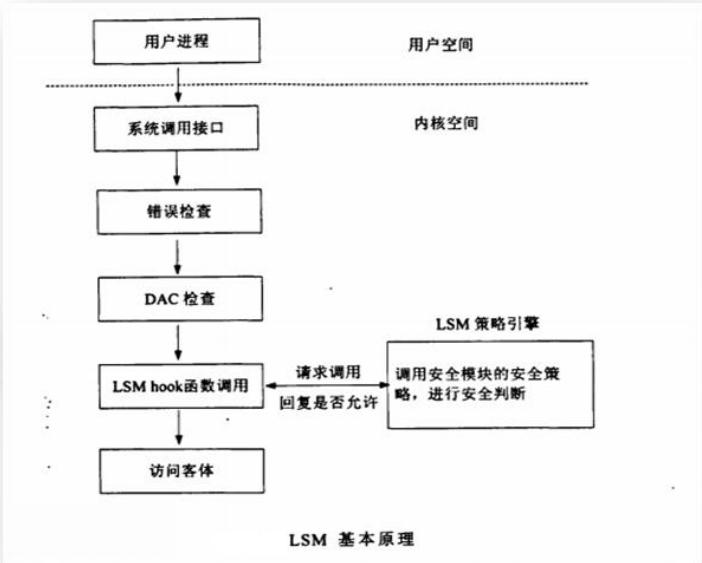 用户进程
用户空间
系统调用接口
内核空间
错误检查
DAC 检查
LSM 策略引擎
LSM hook函数调用
请求调用
回复是否允许
调用安全模块的安全策
略，进行安全判断
访问客体
LSM 基本原理